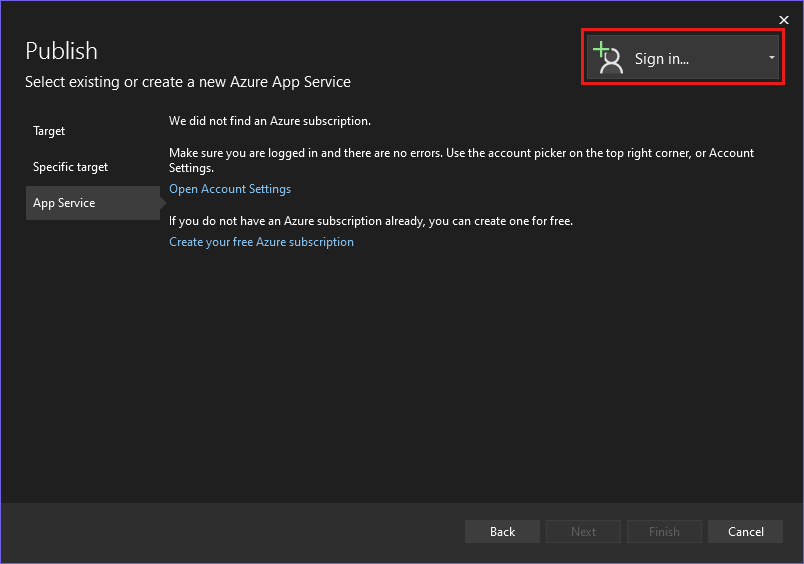 Publish
Sign in...
Select existing or create a new Azure App Service
Target
Specific target
App Service
We did not find an Azure subscription.
Make sure you are logged in and there are no errors. Use the account picker on the top right corner, or Account
Settings.
Open Account Settings
If you do not have an Azure subscription already, you can create one for free.
Create your free Azure subscription
Back
Next
Finish
Cancel